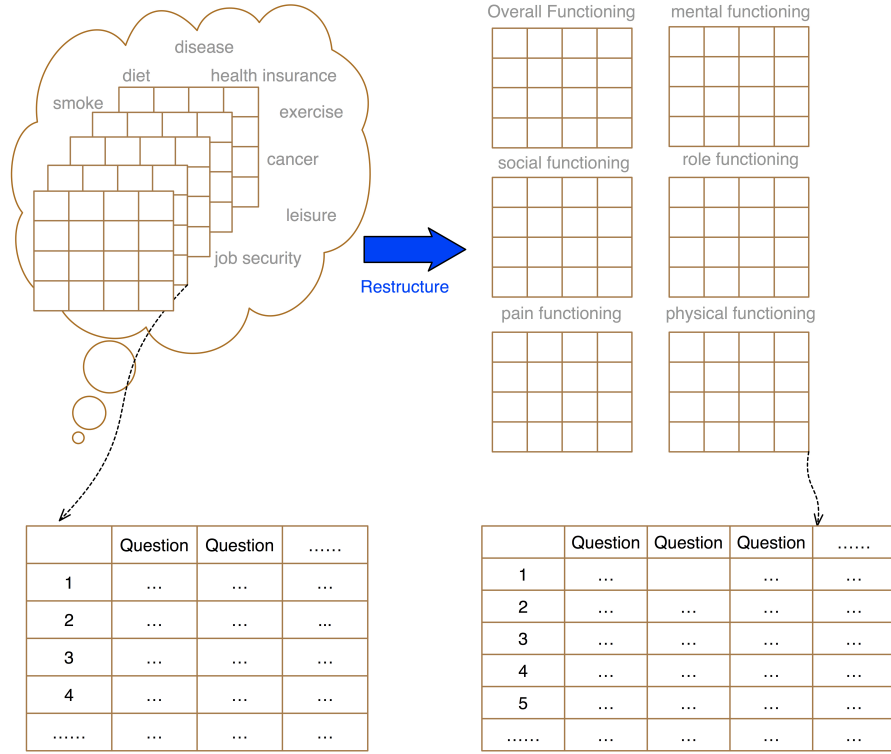 disease
diet
health insurance
smoke
exercise
cancer
leisure
job security
Restructure
Overall Functioning
mental functioning
social functioning
role functioning
pain functioning
physical functioning
Question Question ……
1 … … …
2 … … ...
3 … … …
4 … … …
…… … … …
Question Question Question ……
1 … … …
2 … … … …
3 … … … …
4 … … … …
5 … … … …
…… … … … …